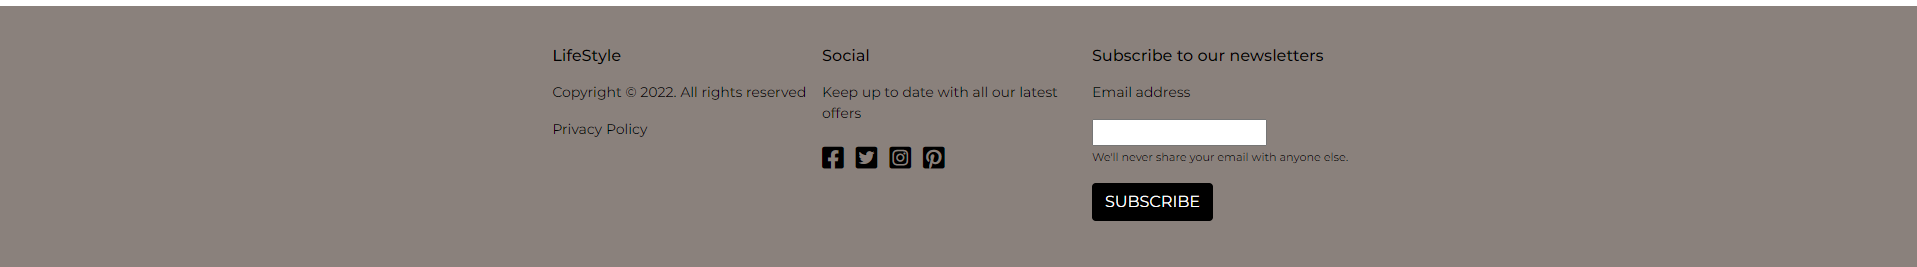 LifeStyle
Copyright © 2022. All rights reserved
Privacy Policy
Social
Keep up to date with all our latest
offers
Subscribe to our newsletters
Email address
We'll never share your email with anyone else.
SUBSCRIBE